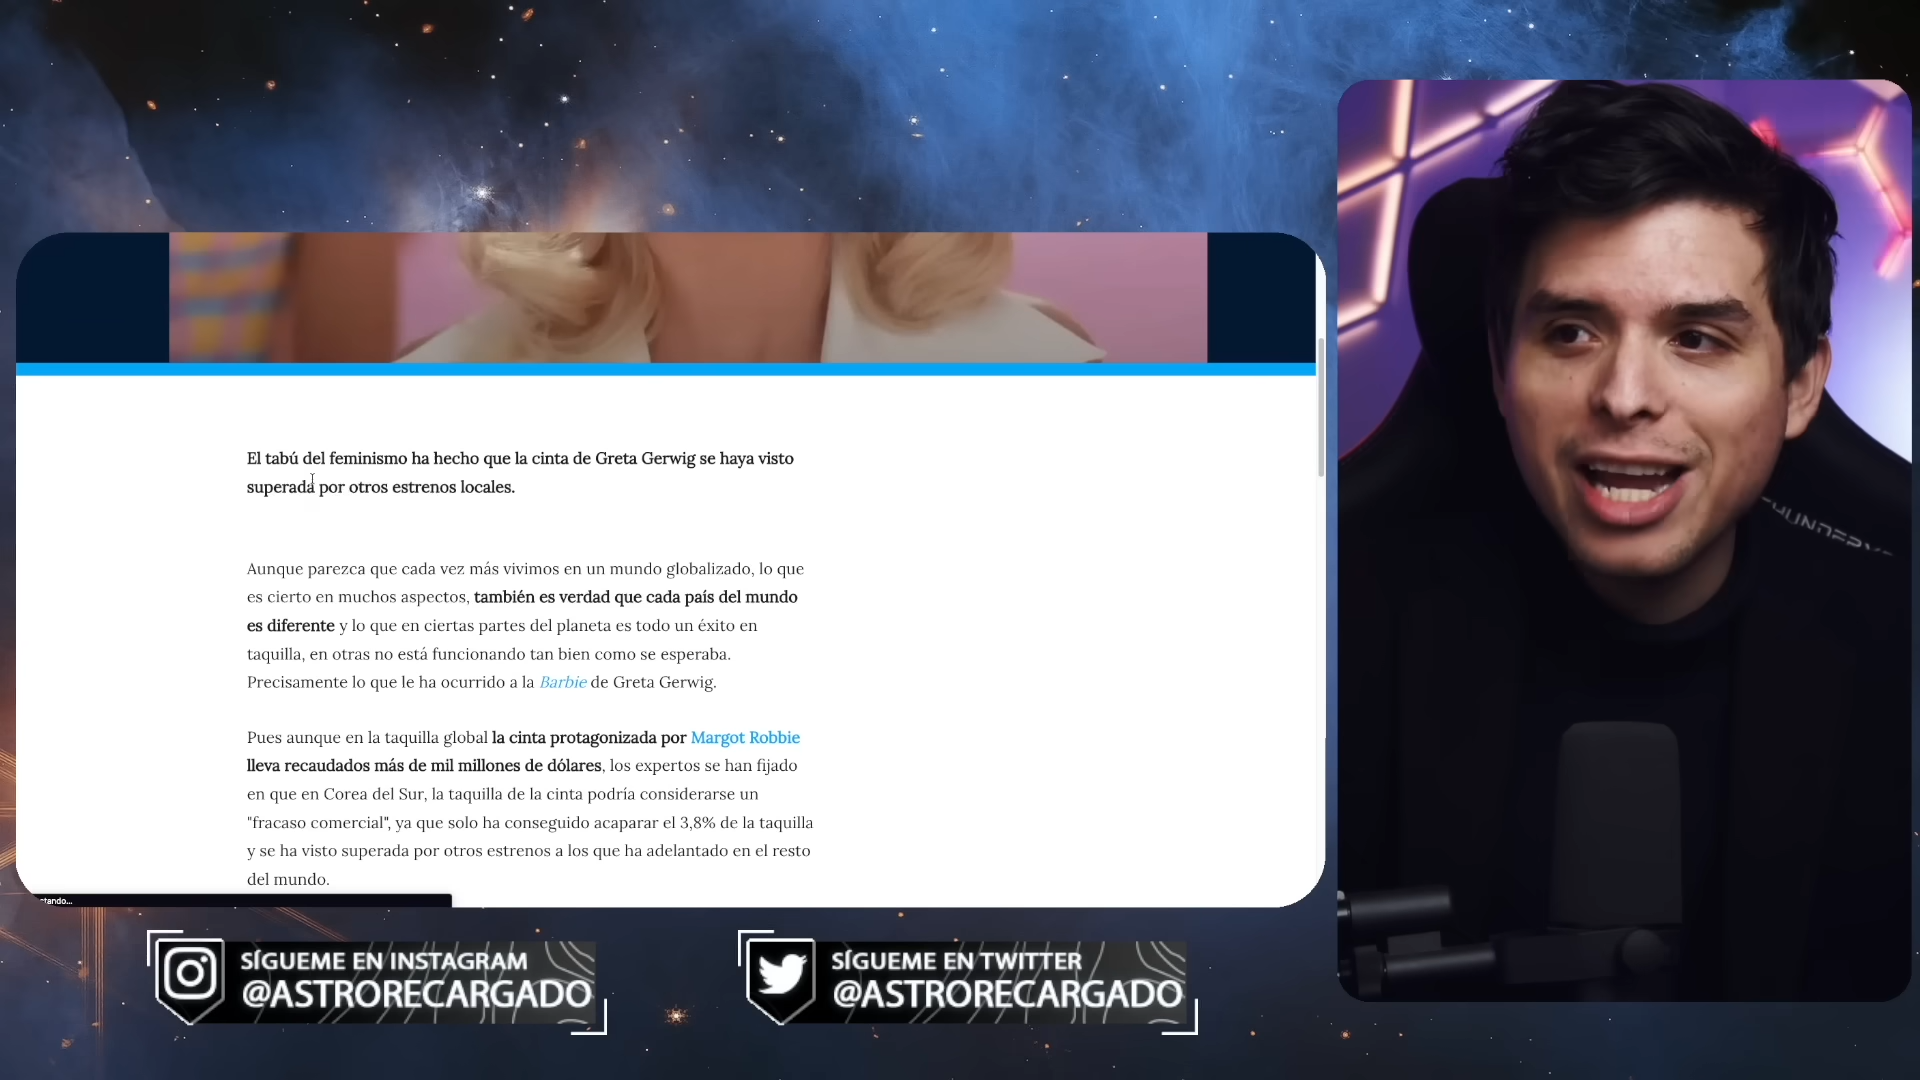 El tabú del feminismo ha hecho que la cinta de Greta Gerwig se haya visto
superada por otros estrenos locales.
Aunque parezca que cada vez más vivimos en un mundo globalizado, lo que
es cierto en muchos aspectos, también es verdad que cada país del mundo
es diferente y lo que en ciertas partes del planeta es todo un éxito en
taquilla, en otras no está funcionando tan bien como se esperaba.
Precisamente lo que le ha ocurrido a la Barbie de Greta Gerwig.
Pues aunque en la taquilla global la cinta protagonizada por Margot Robbie
lleva recaudados más de mil millones de dólares, los expertos se han fijado
en que en Corea del Sur, la taquilla de la cinta podría considerarse un
"fracaso comercial", ya que solo ha conseguido acaparar el 3,8% de la taquilla
y se ha visto superada por otros estrenos a los que ha adelantado en el resto
del mundo.
SÍGUEME EN INSTAGRAM
@ASTRORECARGADO
SÍGUEME EN TWITTER
@ASTRORECARGADO